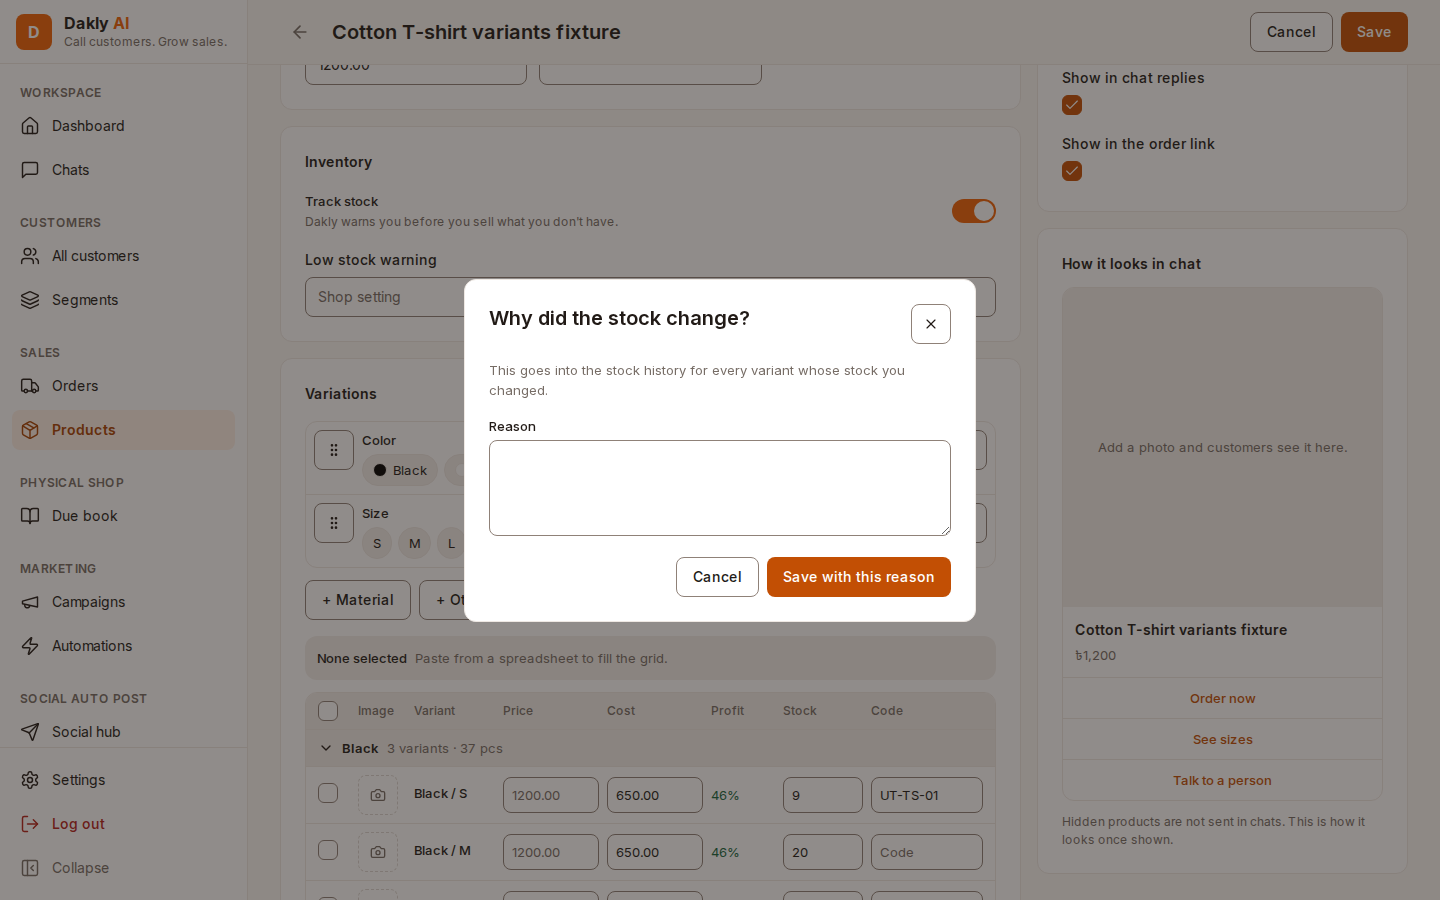 D
Dakly AI
Call customers. Grow sales.
WORKSPACE
Dashboard
Chats
CUSTOMERS
All customers
Segments
SALES
Orders
Products
PHYSICAL SHOP
Due book
MARKETING
Campaigns
Automations
SOCIAL AUTO POST
Social hub
Settings
Log out
Collapse
Cotton T-shirt variants fixture
Cancel
Save
1200.00
Inventory
Track stock
Dakly warns you before you sell what you don't have.
Low stock warning
Shop setting
Variations
Color
Black
Size
S M L
+ Material
+ Ot
None selected Paste from a spreadsheet to fill the grid.
Image Variant Price Cost Profit Stock Code
Black 3 variants · 37 pcs
Black / S 1200.00 650.00 46% 9 UT-TS-01
Black / M 1200.00 650.00 46% 20 Code
Why did the stock change?
This goes into the stock history for every variant whose stock you
changed.
Reason
Cancel
Save with this reason
Show in chat replies
Show in the order link
How it looks in chat
Add a photo and customers see it here.
Cotton T-shirt variants fixture
৳1,200
Order now
See sizes
Talk to a person
Hidden products are not sent in chats. This is how it
looks once shown.